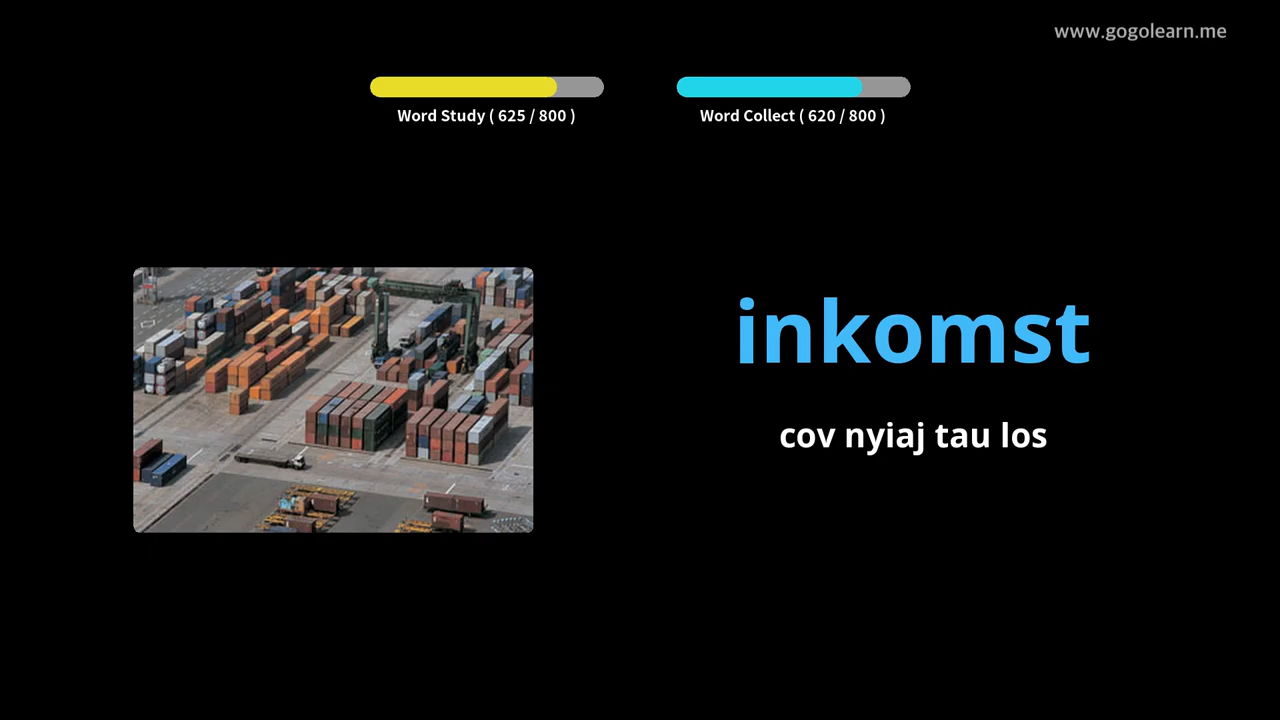 www.gogolearn.me
Word Study ( 625 / 800 )
Word Collect ( 620 / 800 )
inkomst
cov nyiaj tau los